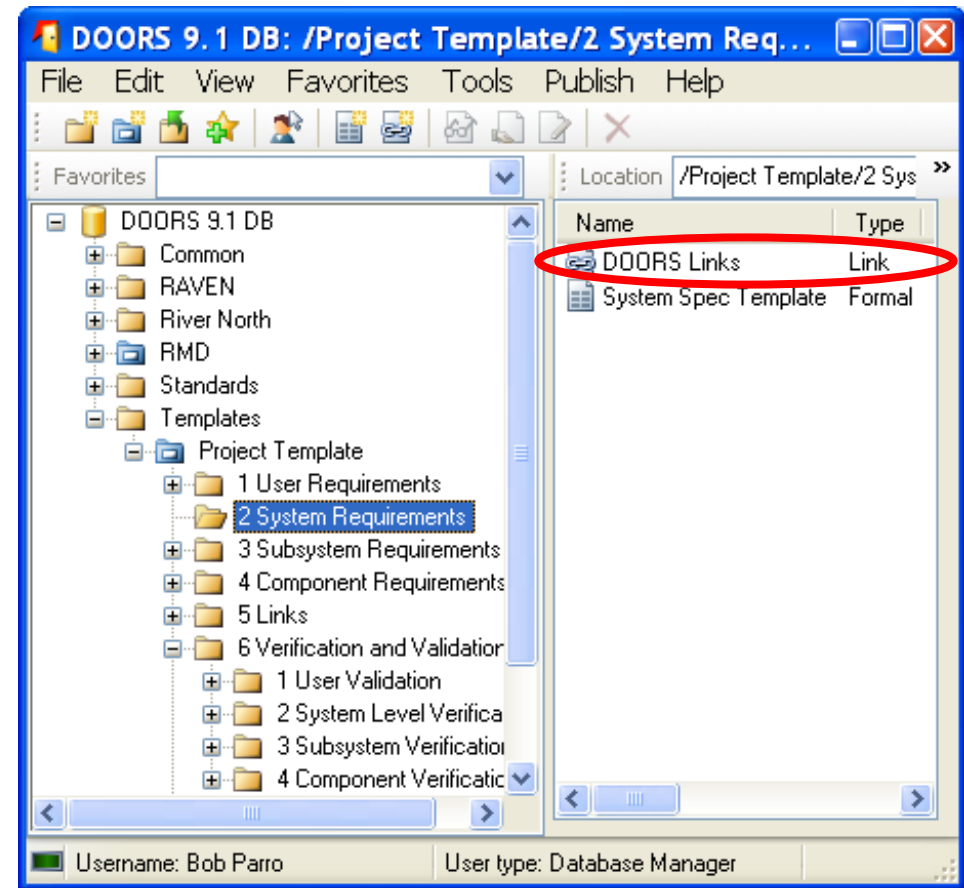 DOORS 9.1 DB: /Project Template/2 System Req...
File Edit View Favorites Tools Publish Help
Favorites
Location /Project Template/2 Sys »
DOORS 9.1 DB
Common
RAVEN
River North
RMD
Standards
Templates
Project Template
1 User Requirements
2 System Requirements
3 Subsystem Requirements
4 Component Requirements
5 Links
6 Verification and Validation
1 User Validation
2 System Level Verifica
3 Subsystem Verification
4 Component Verificatic
Name Type
DOORS Links Link
System Spec Template Formal
Username: Bob Parro User type: Database Manager